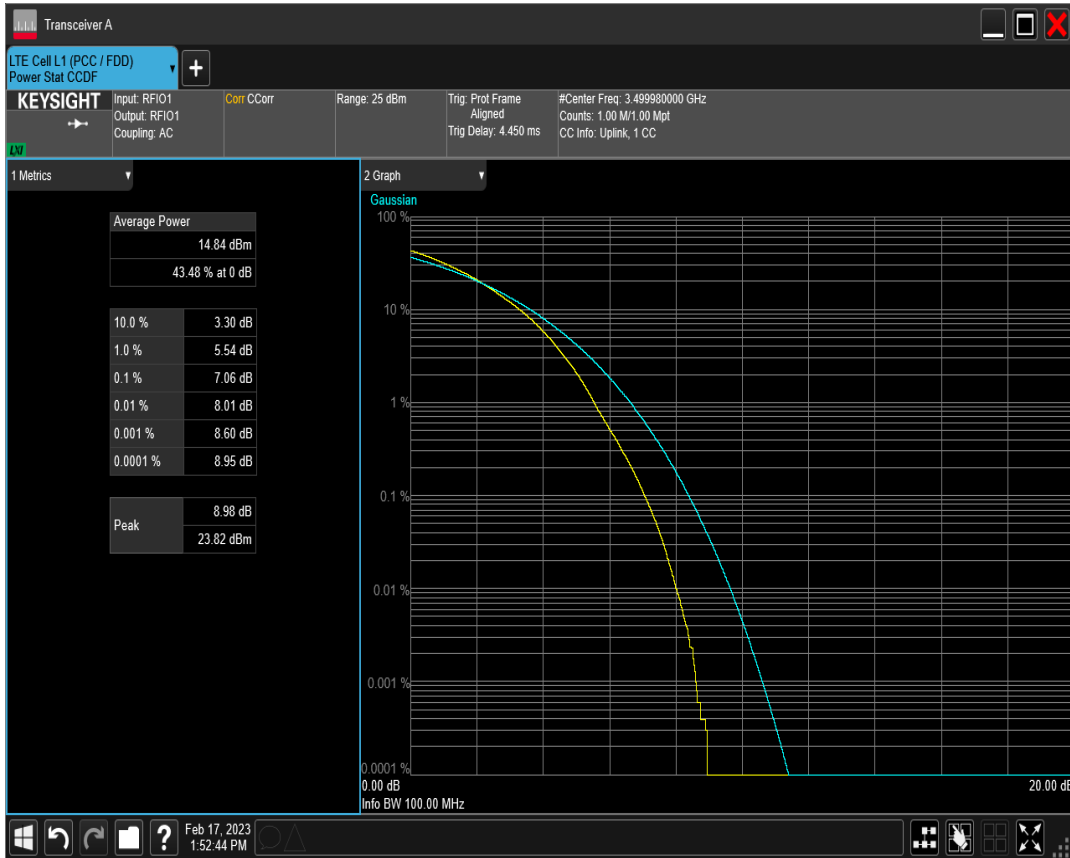 Transceiver A
LTE Cell L1 (PCC / FDD)
Power Stat CCDF
+
KEYSIGHT
LXI
Input: RFIO1
Output: RFIO1
Coupling: AC
Corr CCorr
Range: 25 dBm
Trig: Prot Frame
Aligned
Trig Delay: 4.450 ms
#Center Freq: 3.499980000 GHz
Counts: 1.00 M/1.00 Mpt
CC Info: Uplink, 1 CC
1 Metrics
Average Power
14.84 dBm
43.48 % at 0 dB
10.0 % 3.30 dB
1.0 % 5.54 dB
0.1 % 7.06 dB
0.01 % 8.01 dB
0.001 % 8.60 dB
0.0001 % 8.95 dB
Peak
8.98 dB
23.82 dBm
2 Graph
Gaussian
100 %
10 %
1 %
0.1 %
0.01 %
0.001 %
0.0001 %
0.00 dB 20.00 dB
Info BW 100.00 MHz
?
Feb 17, 2023
1:52:44 PM